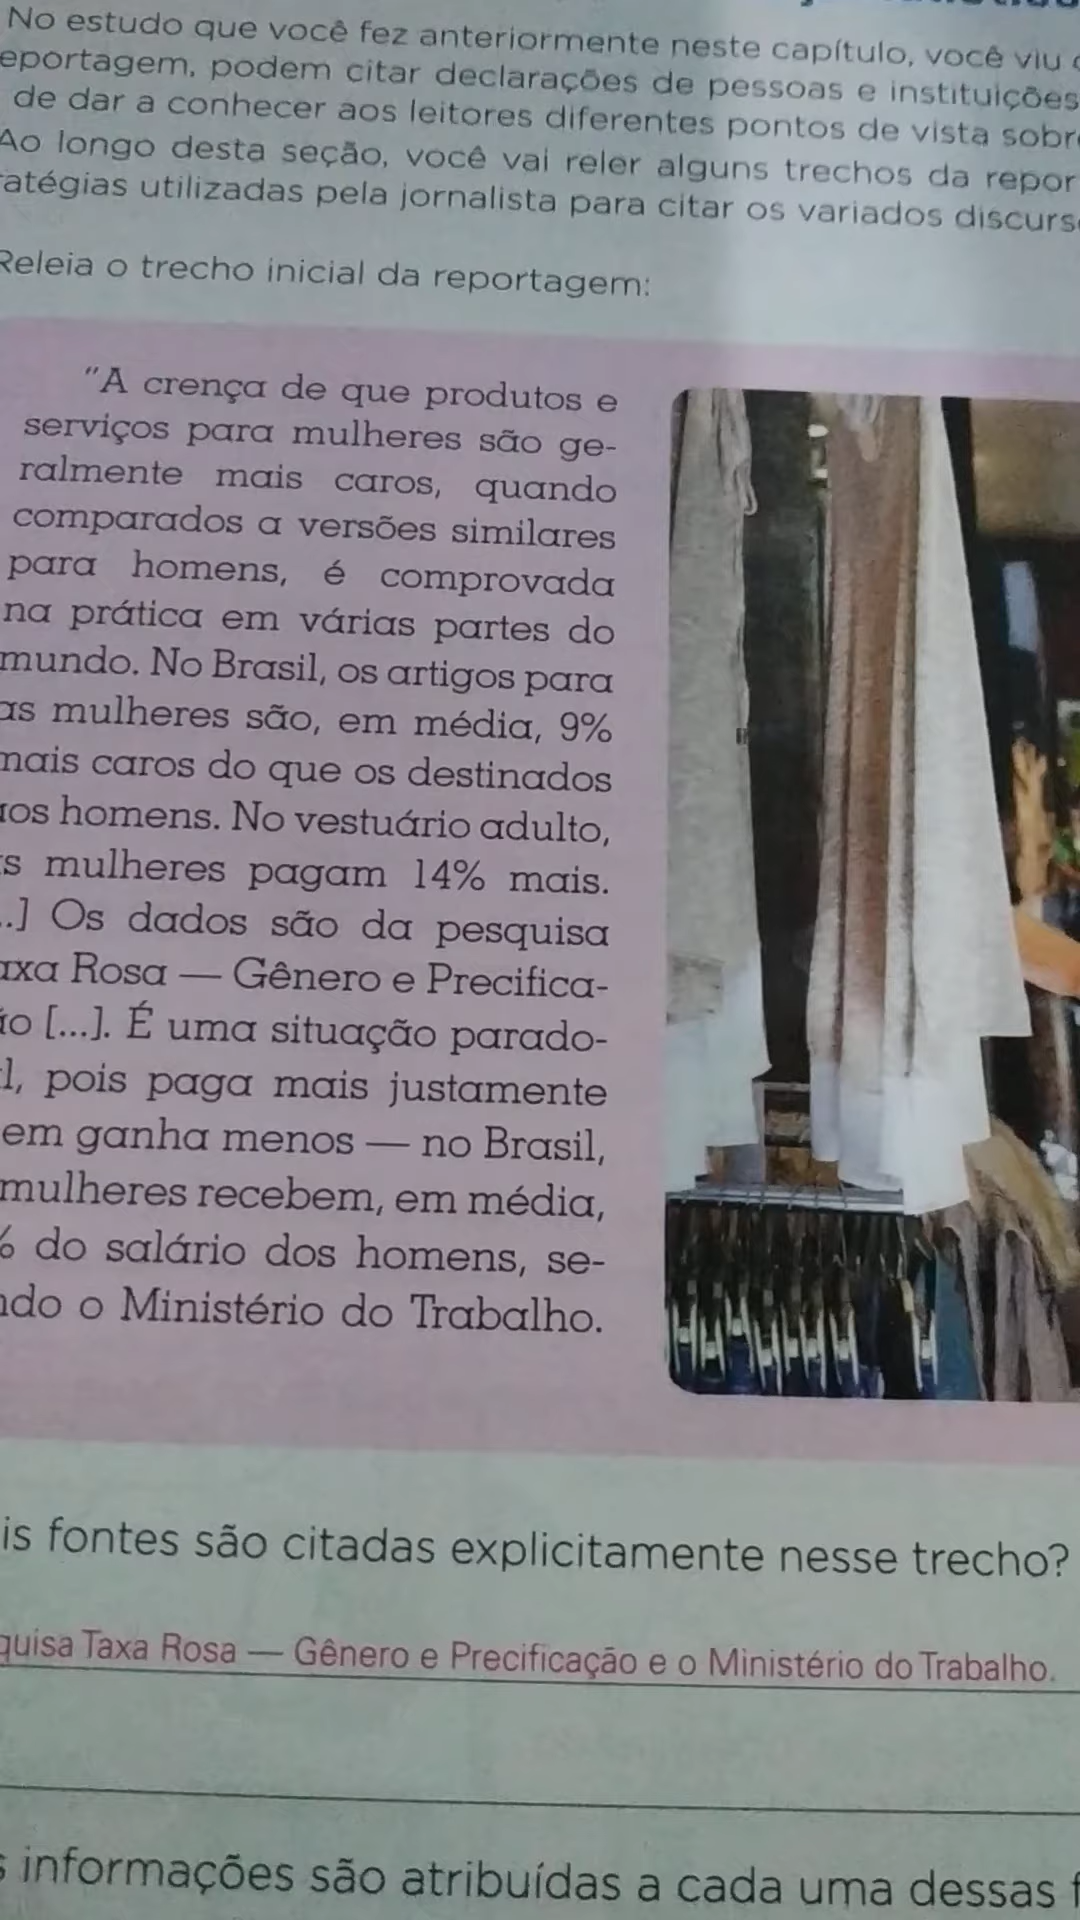 No estudo que você fez anteriormente neste capítulo, você viu
eportagem, podem citar declarações de pessoas e instituições
de dar a conhecer aos leitores diferentes pontos de vista sobr
Ao longo desta seção, você vai reler alguns trechos da repor
ratégias utilizadas pela jornalista para citar os variados discurs
Releia o trecho inicial da reportagem:
"A crença de que produtos e
serviços para mulheres são ge-
ralmente mais caros, quando
comparados a versões similares
para homens, é comprovada
na prática em várias partes do
mundo. No Brasil, os artigos para
as mulheres são, em média, 9%
mais caros do que os destinados
aos homens. No vestuário adulto,
s mulheres pagam 14% mais.
..] Os dados são da pesquisa
axa Rosa — Gênero e Precifica-
ão [...]. É uma situação parado-
l, pois paga mais justamente
em ganha menos — no Brasil,
mulheres recebem, em média,
% do salário dos homens, se-
ndo o Ministério do Trabalho.
is fontes são citadas explicitamente nesse trecho?
quisa Taxa Rosa — Gênero e Precificação e o Ministério do Trabalho.
s informações são atribuídas a cada uma dessas f